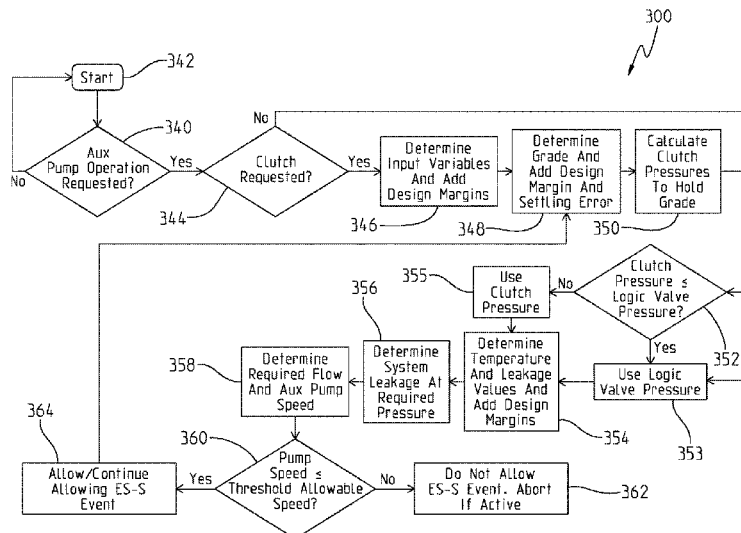 300
Start
342
340
Aux
Pump Operation
Requested?
No
Yes
Clutch
Requested?
344
No
Yes
Determine
Input Variables
And Add
Design Margins
346
Determine
Grade And Add
Design
Margin And
Settling Error
348
Calculate
Clutch
Pressures
To Hold
Grade
350
Clutch
Pressure ≤
Logic Valve
Pressure?
352
No
Yes
355
Use
Clutch
Pressure
Use Logic
Valve Pressure
353
Determine
Temperature
And Leakage
Values And
Add Design
Margins
354
356
Determine
System
Leakage At
Required
Pressure
358
Determine
Required Flow
And Aux Pump
Speed
360
Pump
Speed ≤
Threshold Allowable
Speed?
Yes
No
364
Allow/Continue
Allowing ES-S
Event
Do Not Allow
ES-S Event. Abort
If Active
362